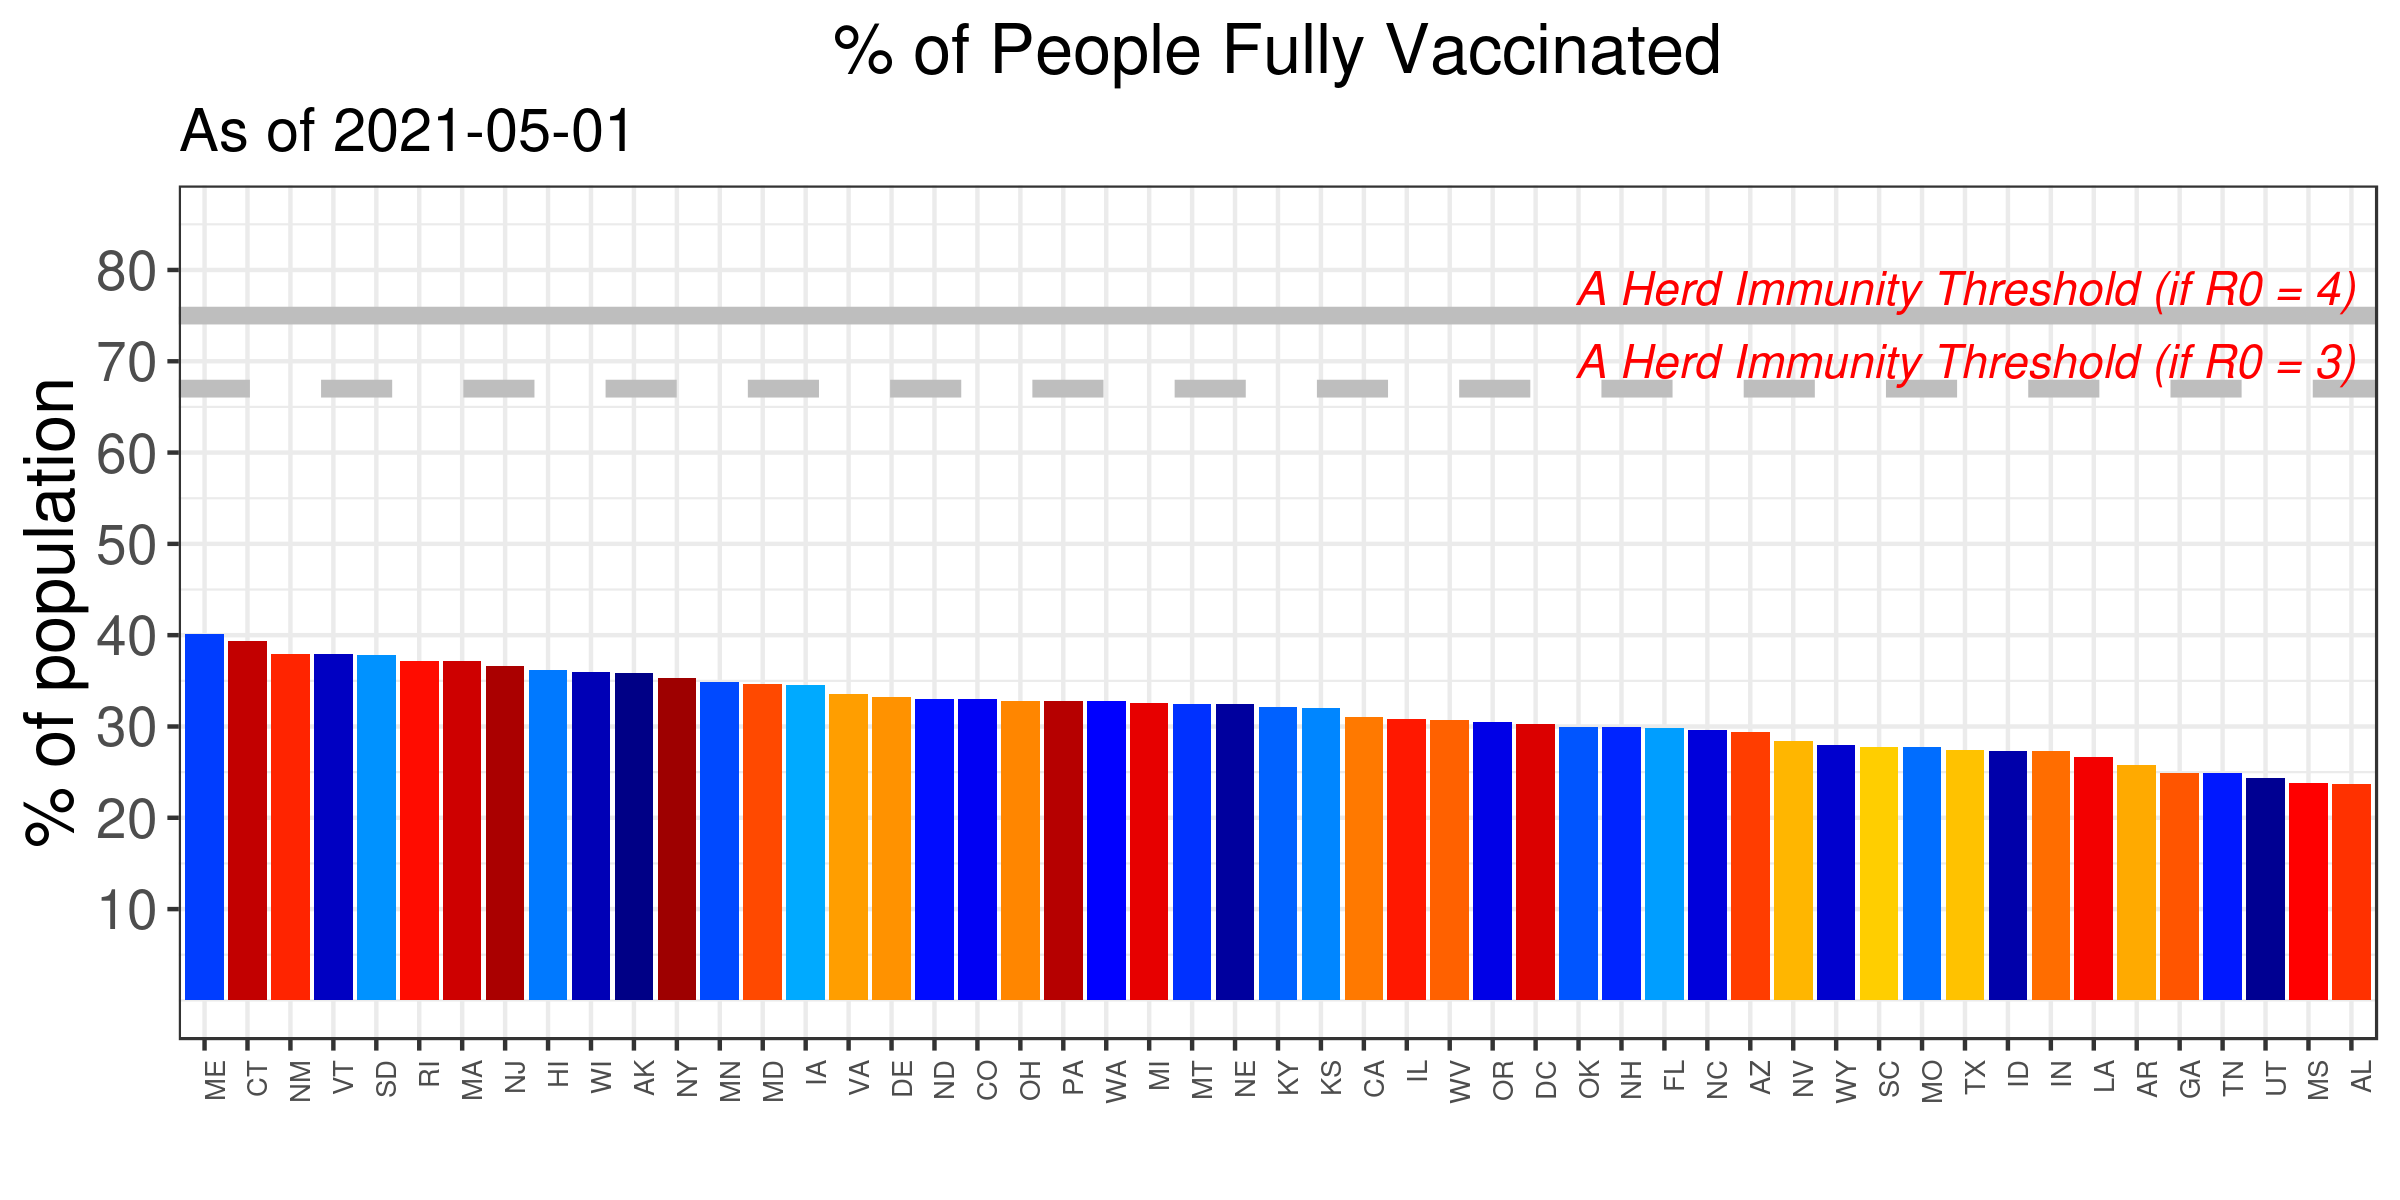 % of People Fully Vaccinated
As of 2021-05-01
% of population
80
70
60
50
40
30
20
10
A Herd Immunity Threshold (if R0 = 4)
A Herd Immunity Threshold (if R0 = 3)
ME CT NM VT SD RI MA NJ HI WI AK NY MN MD IA VA DE ND CO OH PA WA MI MT NE KY KS CA IL WV OR DC OK NH FL NC AZ NV WY SC MO TX ID IN LA AR GA TN UT MS AL